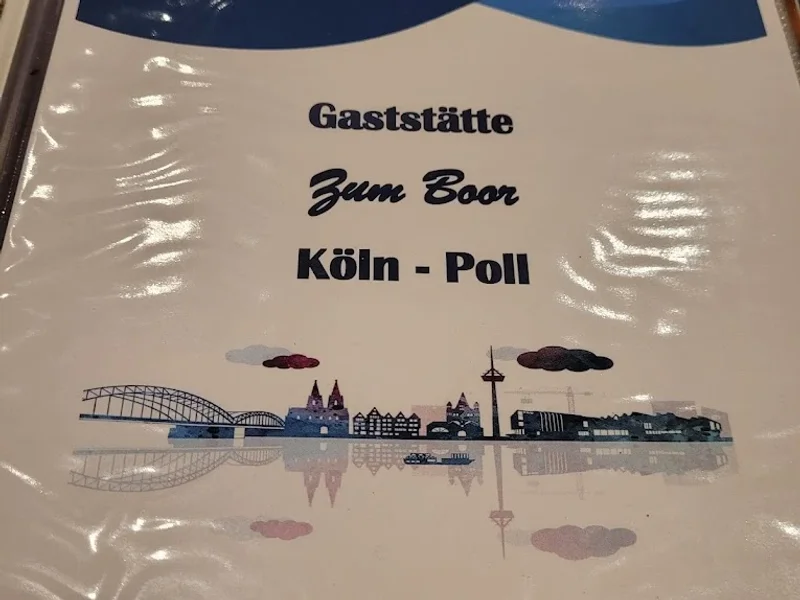 Gaststätte
Zum Boor
Köln - Poll